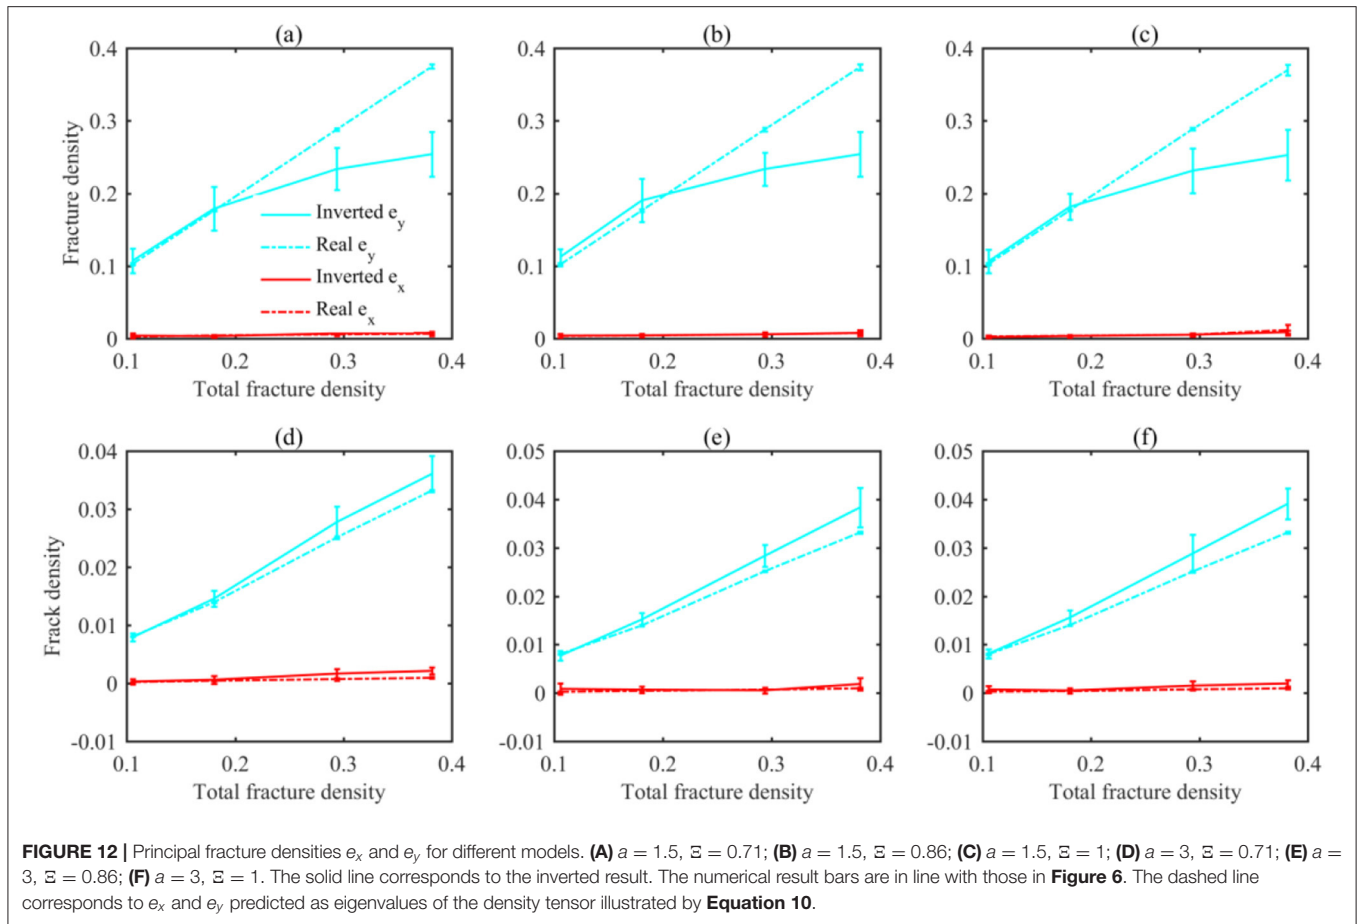 (a)
(b)
(c)
0.4
0.3
0.2
0.1
0
Fracture density
Inverted e_y
Real e_y
Inverted e_x
Real e_x
0.1 0.2 0.3 0.4
Total fracture density
0.4
0.3
0.2
0.1
0
0.1 0.2 0.3 0.4
Total fracture density
0.4
0.3
0.2
0.1
0
0.1 0.2 0.3 0.4
Total fracture density
(d)
(e)
(f)
0.04
0.03
0.02
0.01
0
-0.01
Frack density
0.1 0.2 0.3 0.4
Total fracture density
0.05
0.04
0.03
0.02
0.01
0
-0.01
0.1 0.2 0.3 0.4
Total fracture density
0.05
0.04
0.03
0.02
0.01
0
-0.01
0.1 0.2 0.3 0.4
Total fracture density
FIGURE 12 | Principal fracture densities e_x and e_y for different models. (A) a = 1.5, Ξ = 0.71; (B) a = 1.5, Ξ = 0.86; (C) a = 1.5, Ξ = 1; (D) a = 3, Ξ = 0.71; (E) a =
3, Ξ = 0.86; (F) a = 3, Ξ = 1. The solid line corresponds to the inverted result. The numerical result bars are in line with those in Figure 6. The dashed line
corresponds to e_x and e_y predicted as eigenvalues of the density tensor illustrated by Equation 10.